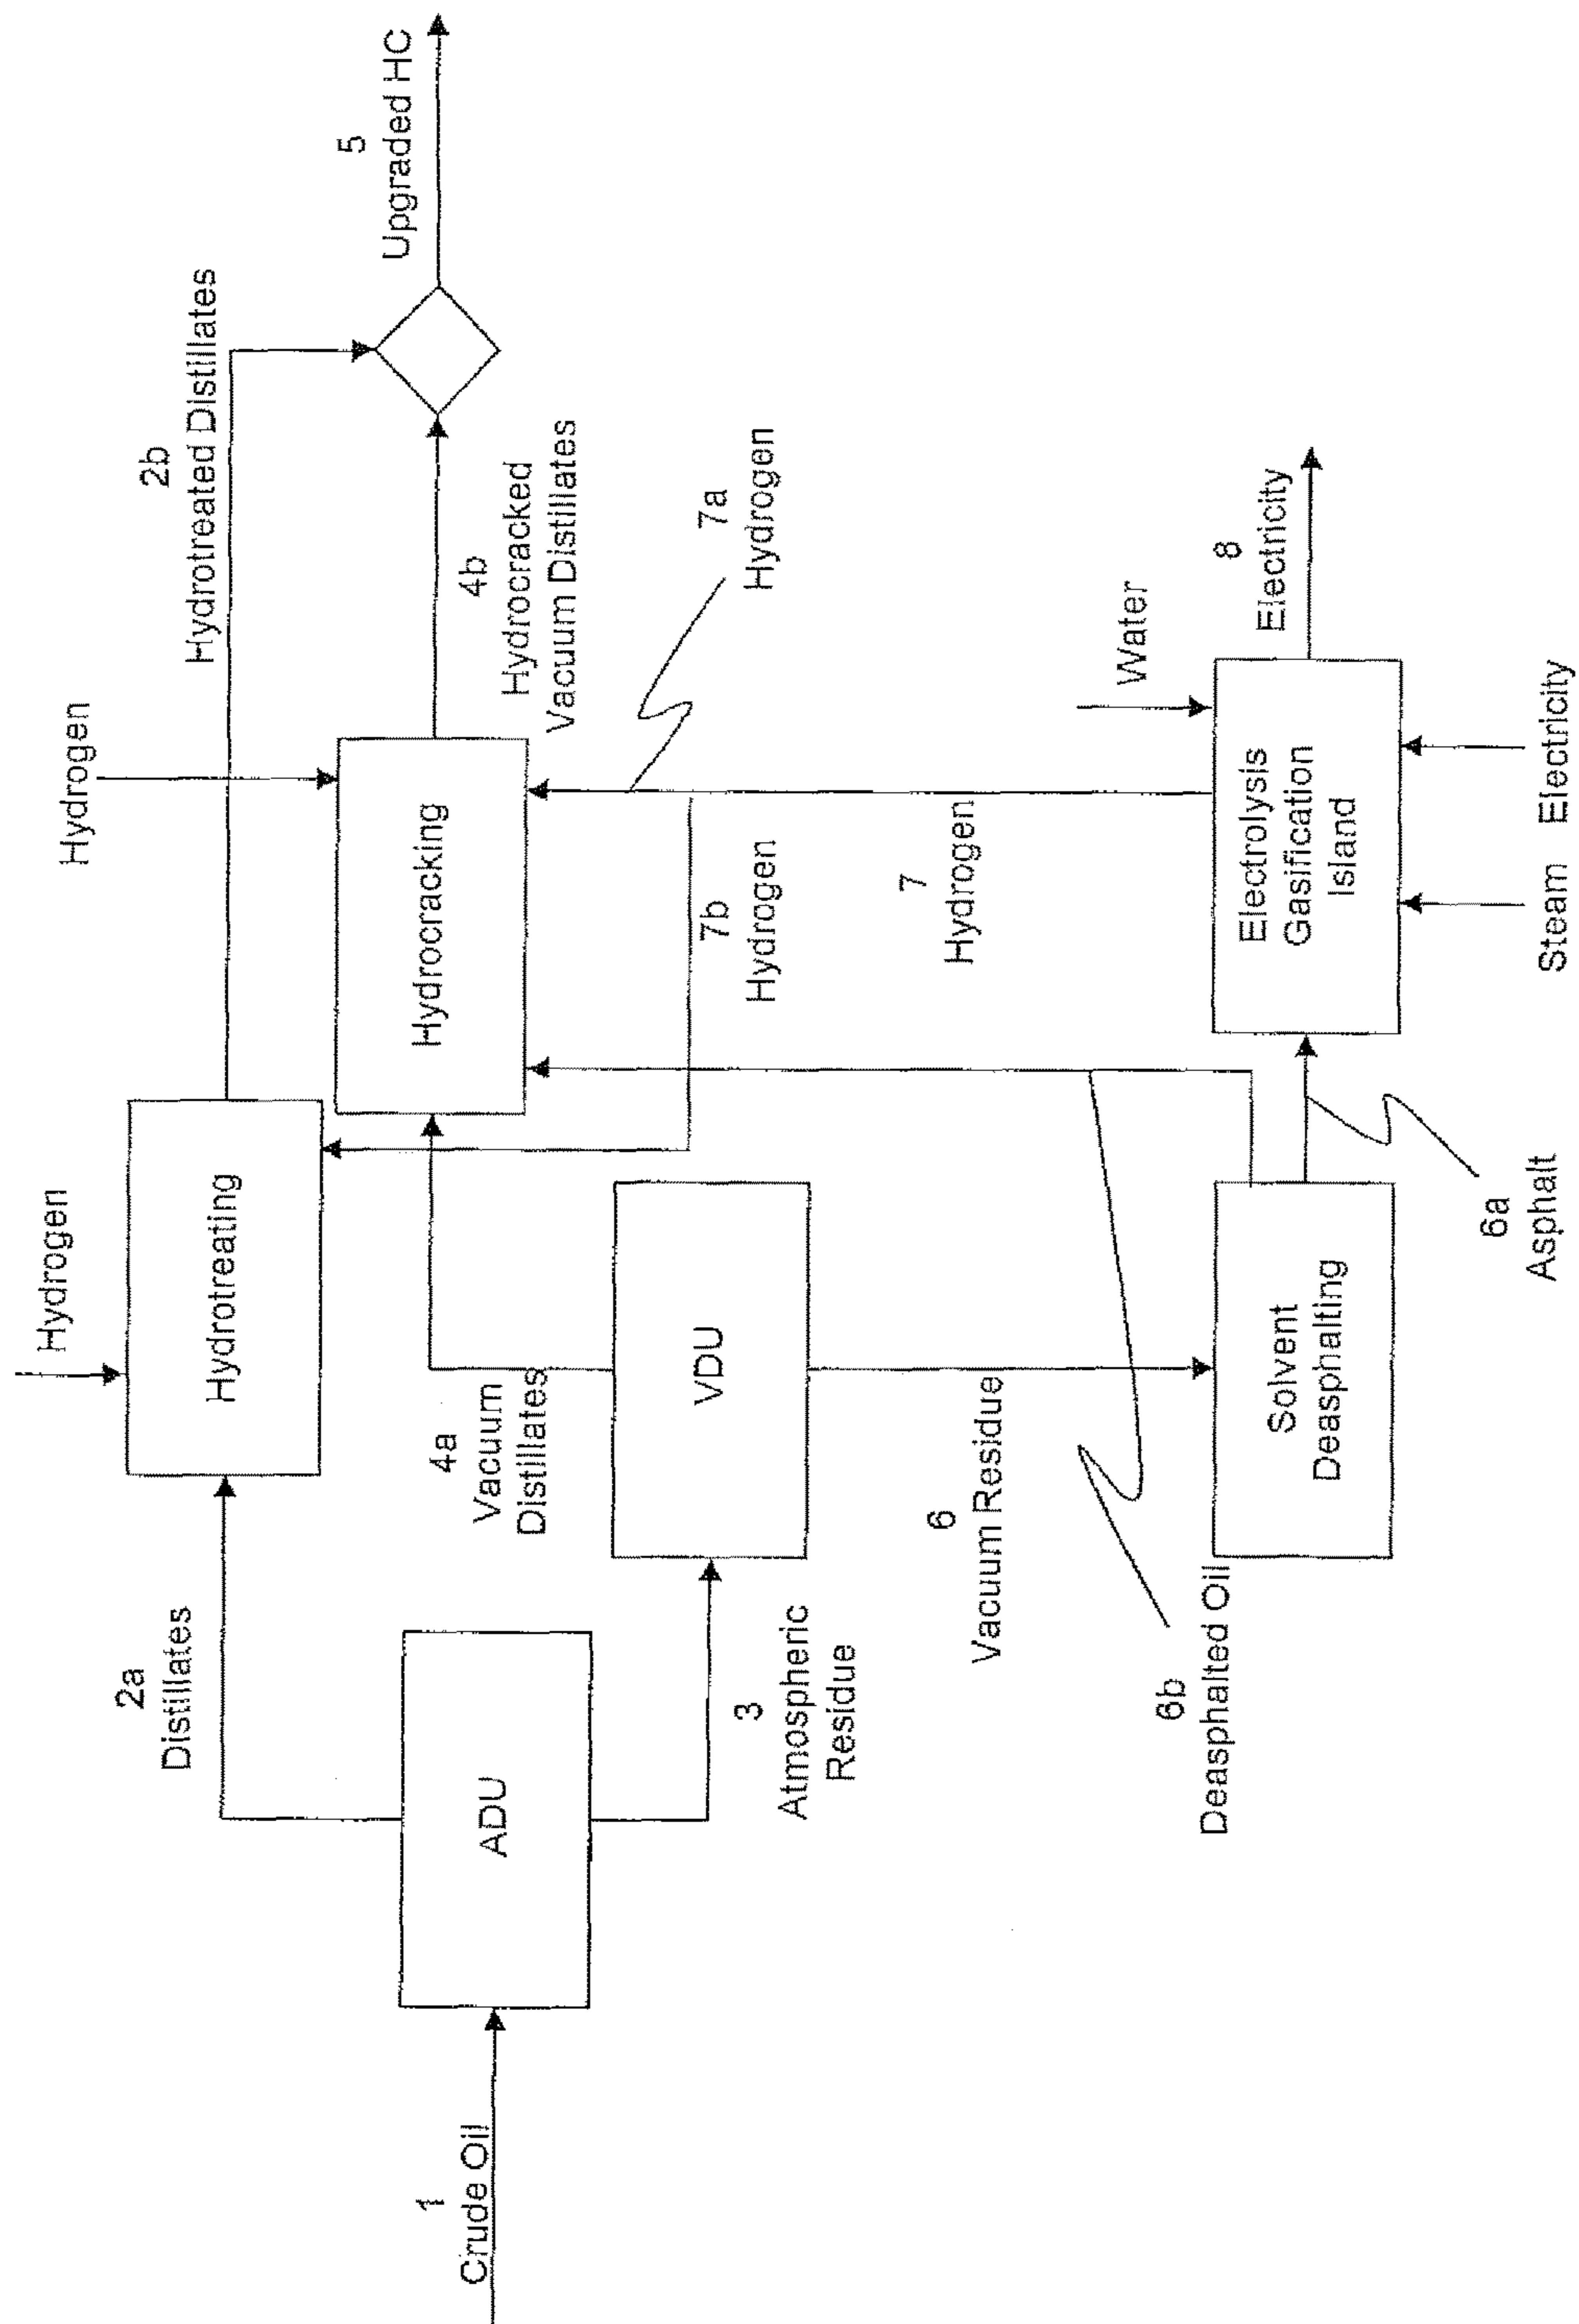 1
Crude Oil
ADU
2a
Distillates
3
Atmospheric
Residue
Hydrogen
Hydrotreating
2b
Hydrotreated Distillates
4a
Vacuum
Distillates
VDU
Hydrogen
Hydrocracking
4b
Hydrocracked
Vacuum Distillates
5
Upgraded HC
7a
Hydrogen
7b
Hydrogen
7
Hydrogen
6
Vacuum Residue
6b
Deasphalted Oil
Solvent
Deasphalting
6a
Asphalt
Electrolysis
Gasification
Island
Water
8
Electricity
Steam
Electricity